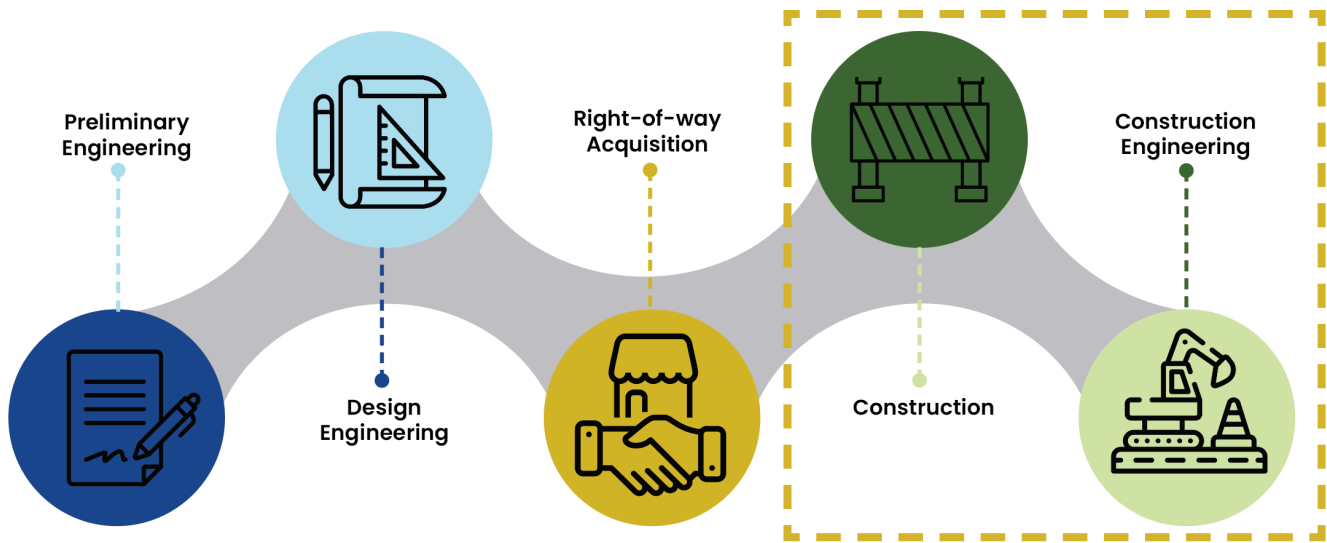 Preliminary
Engineering
Design
Engineering
Right-of-way
Acquisition
Construction
Construction
Engineering